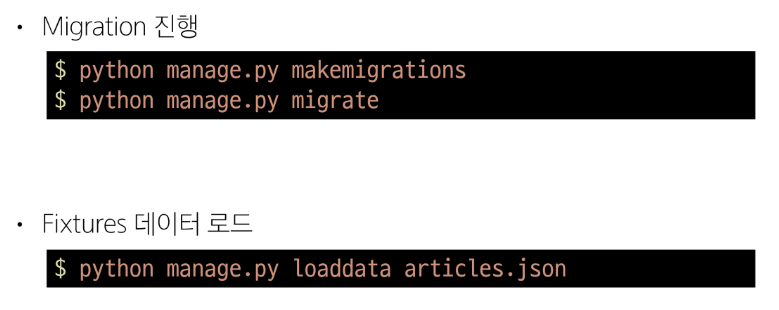 • Migration 진행
$ python manage.py makemigrations
$ python manage.py migrate
• Fixtures 데이터 로드
$ python manage.py loaddata articles.json